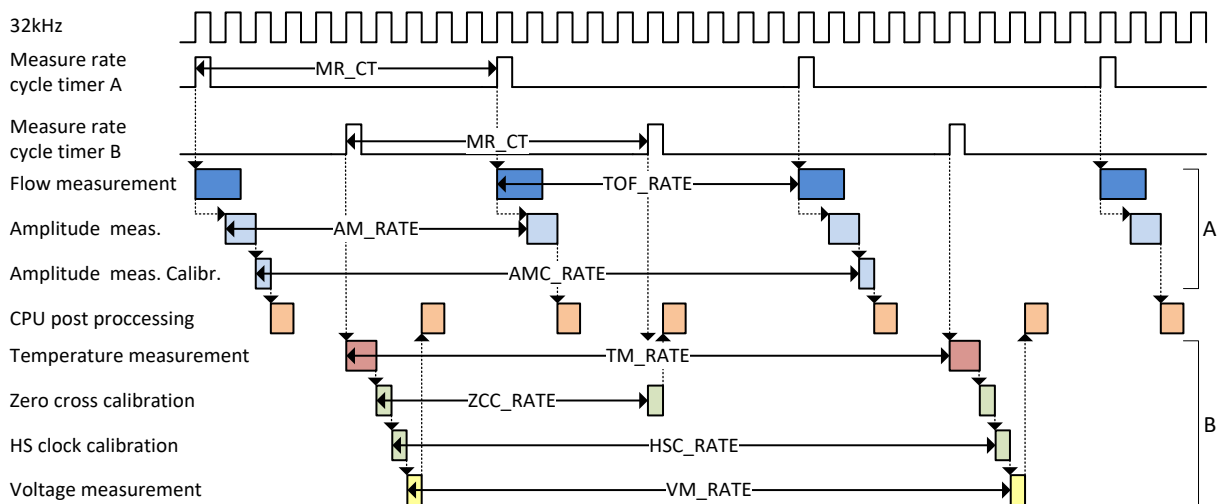 32kHz
Measure rate
cycle timer A
MR_CT
Measure rate
cycle timer B
MR_CT
Flow measurement
TOF_RATE
Amplitude  meas.
AM_RATE
A
Amplitude  meas. Calibr.
AMC_RATE
CPU post proccessing
Temperature measurement
TM_RATE
Zero cross calibration
ZCC_RATE
B
HS clock calibration
HSC_RATE
Voltage measurement
VM_RATE